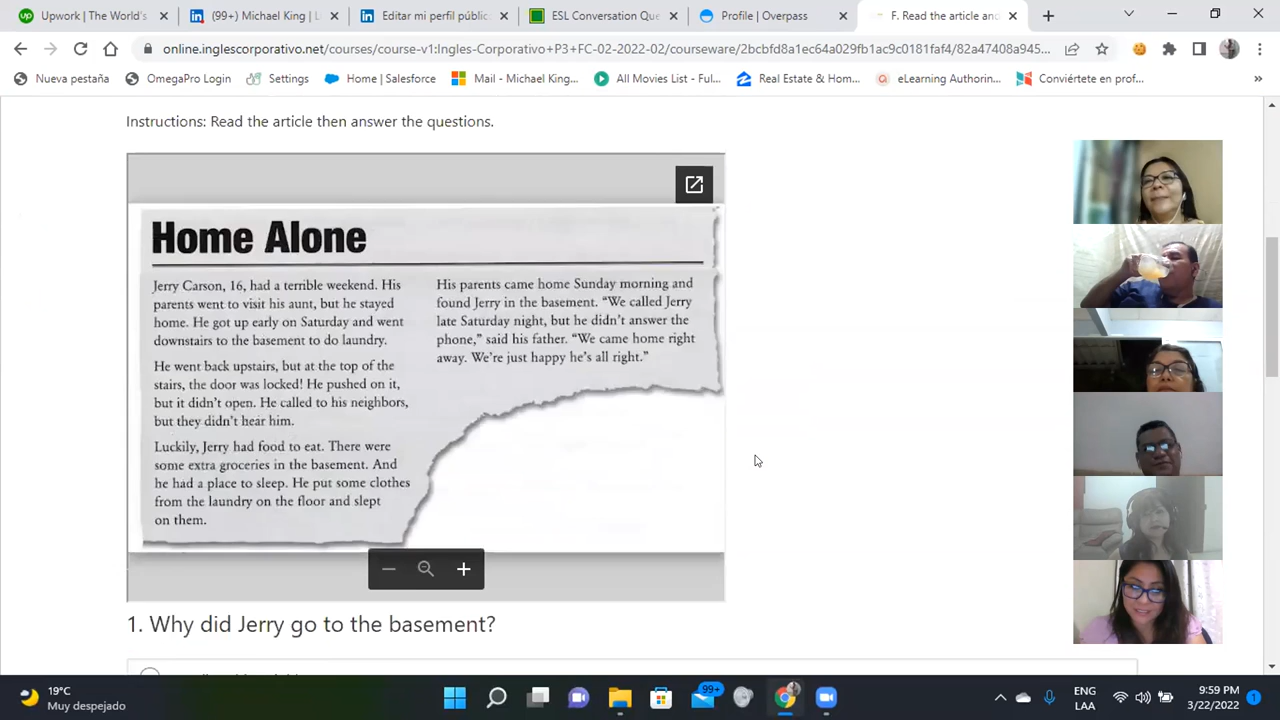 Upwork | The World's
(99+) Michael King | L
Editar mi perfil públic
ESL Conversation Que
Profile | Overpass
F. Read the article and
online.inglescorporativo.net/courses/course-v1:Ingles-Corporativo+P3+FC-02-2022-02/courseware/2bcbfd8a1ec64a029fb1ac9c0181faf4/82a47408a945...
Nueva pestaña
OmegaPro Login
Settings
Home | Salesforce
Mail - Michael King...
All Movies List - Ful...
Real Estate & Hom...
eLearning Authorin...
Conviértete en prof...
»
Instructions: Read the article then answer the questions.
Home Alone
Jerry Carson, 16, had a terrible weekend. His
parents went to visit his aunt, but he stayed
home. He got up early on Saturday and went
downstairs to the basement to do laundry.
He went back upstairs, but at the top of the
stairs, the door was locked! He pushed on it,
but it didn't open. He called to his neighbors,
but they didn't hear him.
Luckily, Jerry had food to eat. There were
some extra groceries in the basement. And
he had a place to sleep. He put some clothes
from the laundry on the floor and slept
on them.
His parents came home Sunday morning and
found Jerry in the basement. "We called Jerry
late Saturday night, but he didn't answer the
phone," said his father. "We came home right
away. We're just happy he's all right."
1. Why did Jerry go to the basement?
19°C
Muy despejado
99+
ENG
LAA
9:59 PM
3/22/2022
1